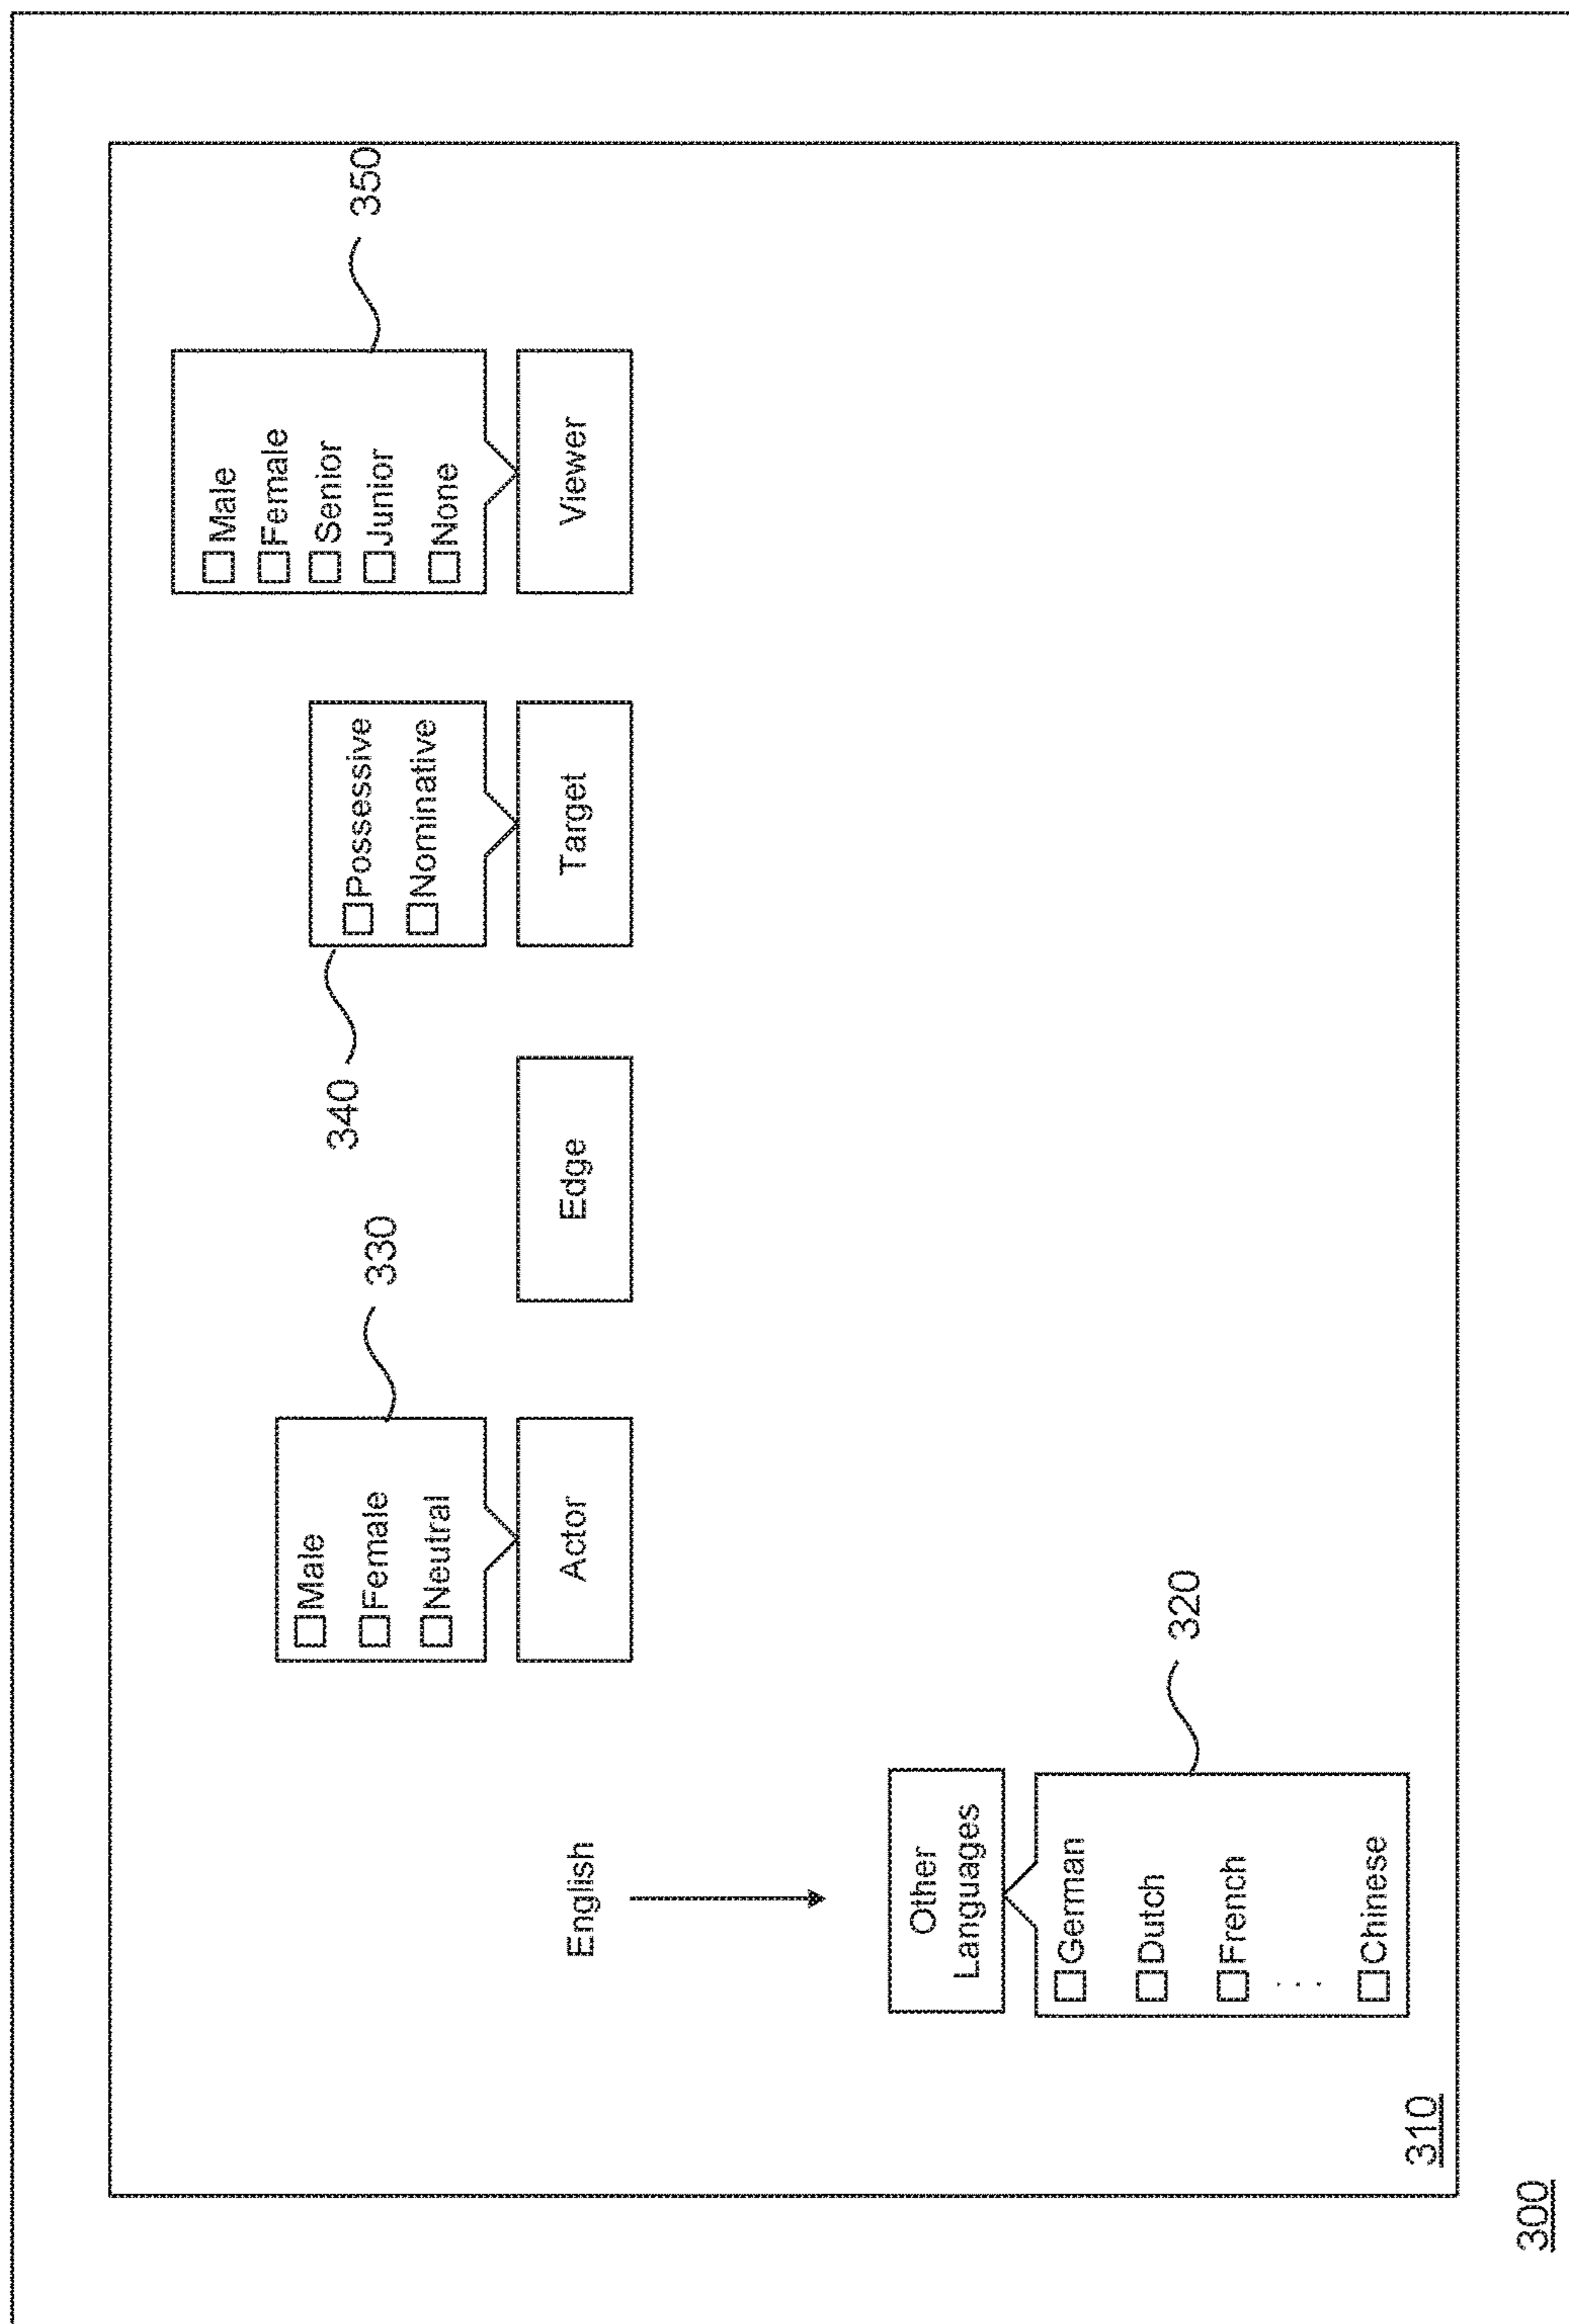 330
340
350
Male
Female
Neutral
Possessive
Nominative
Male
Female
Senior
Junior
None
English
Actor
Edge
Target
Viewer
Other
Languages
320
German
Dutch
French
. . .
Chinese
310
300